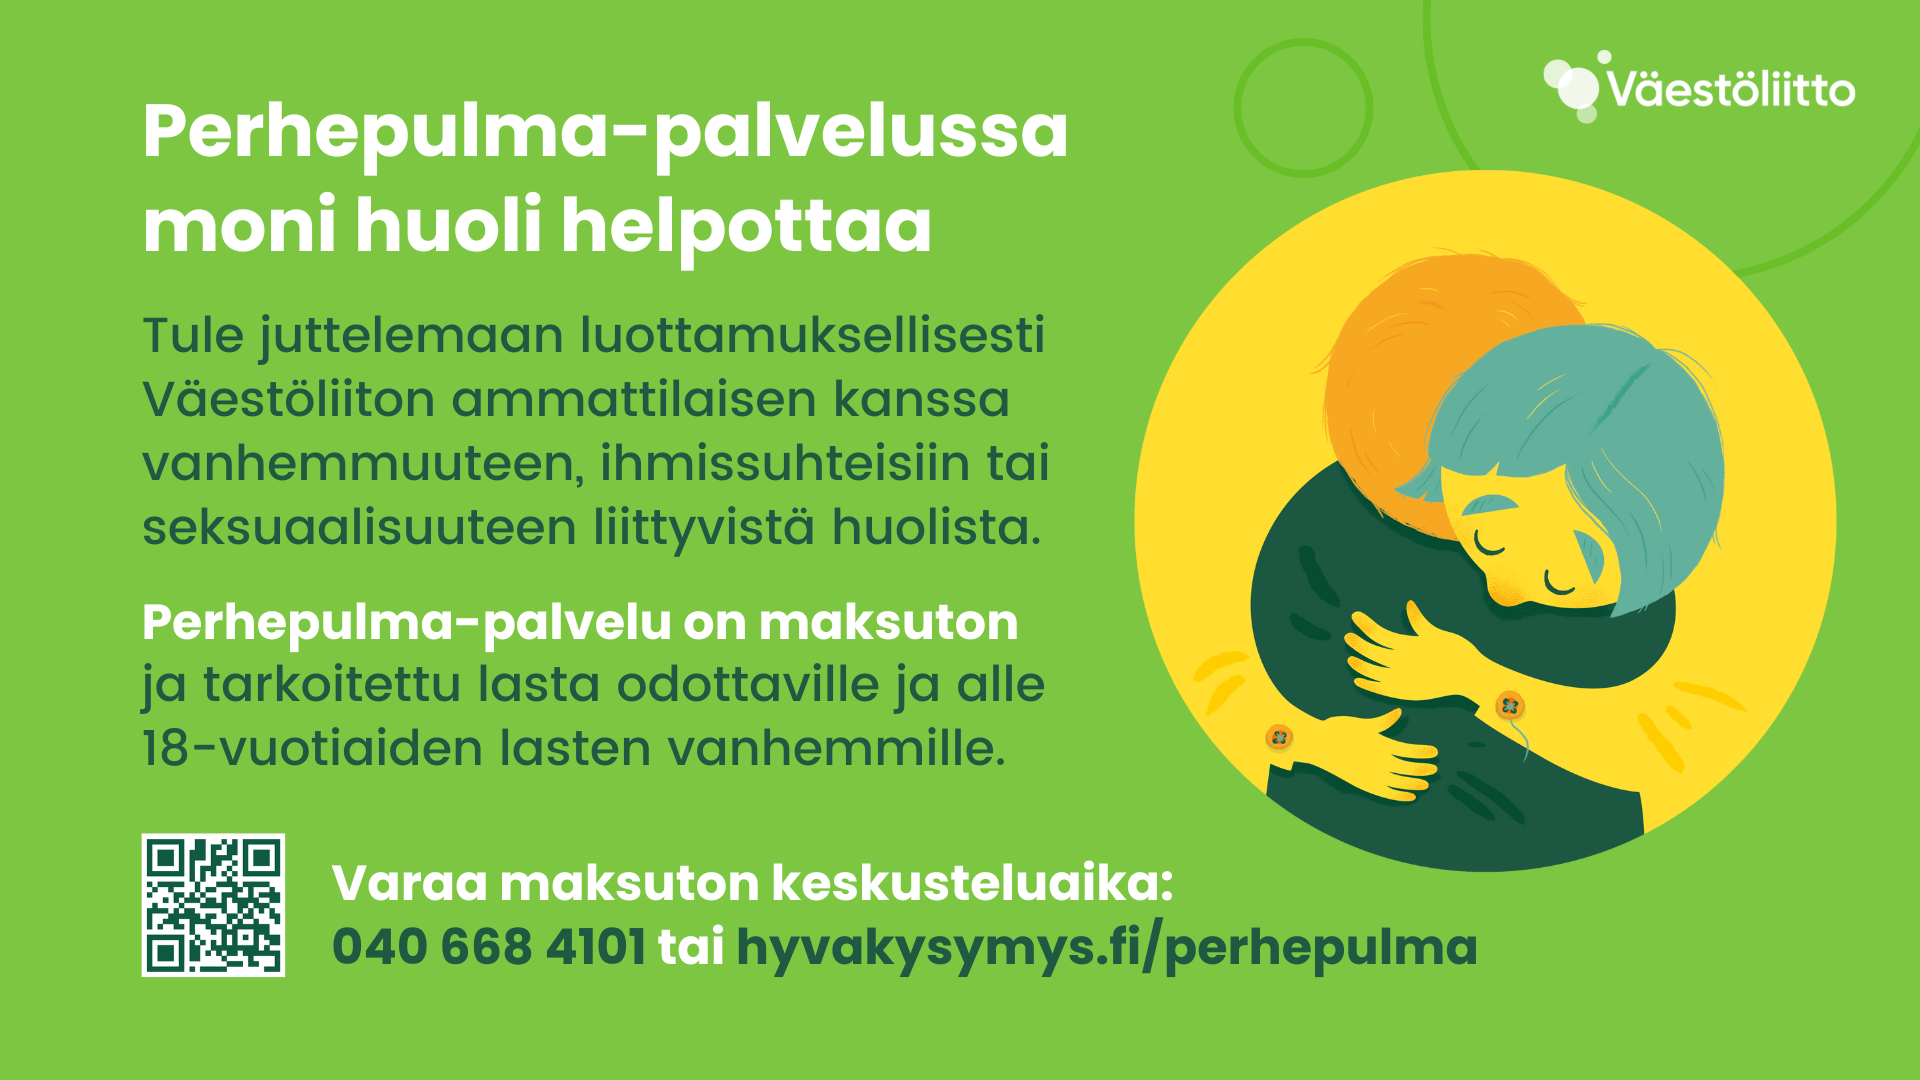 Väestöliitto
Perhepulma-palvelussa
moni huoli helpottaa
Tule juttelemaan luottamuksellisesti
Väestöliiton ammattilaisen kanssa
vanhemmuuteen, ihmissuhteisiin tai
seksuaalisuuteen liittyvistä huolista.
Perhepulma-palvelu on maksuton
ja tarkoitettu lasta odottaville ja alle
18-vuotiaiden lasten vanhemmille.
Varaa maksuton keskusteluaika:
040 668 4101 tai hyvakysymys.fi/perhepulma